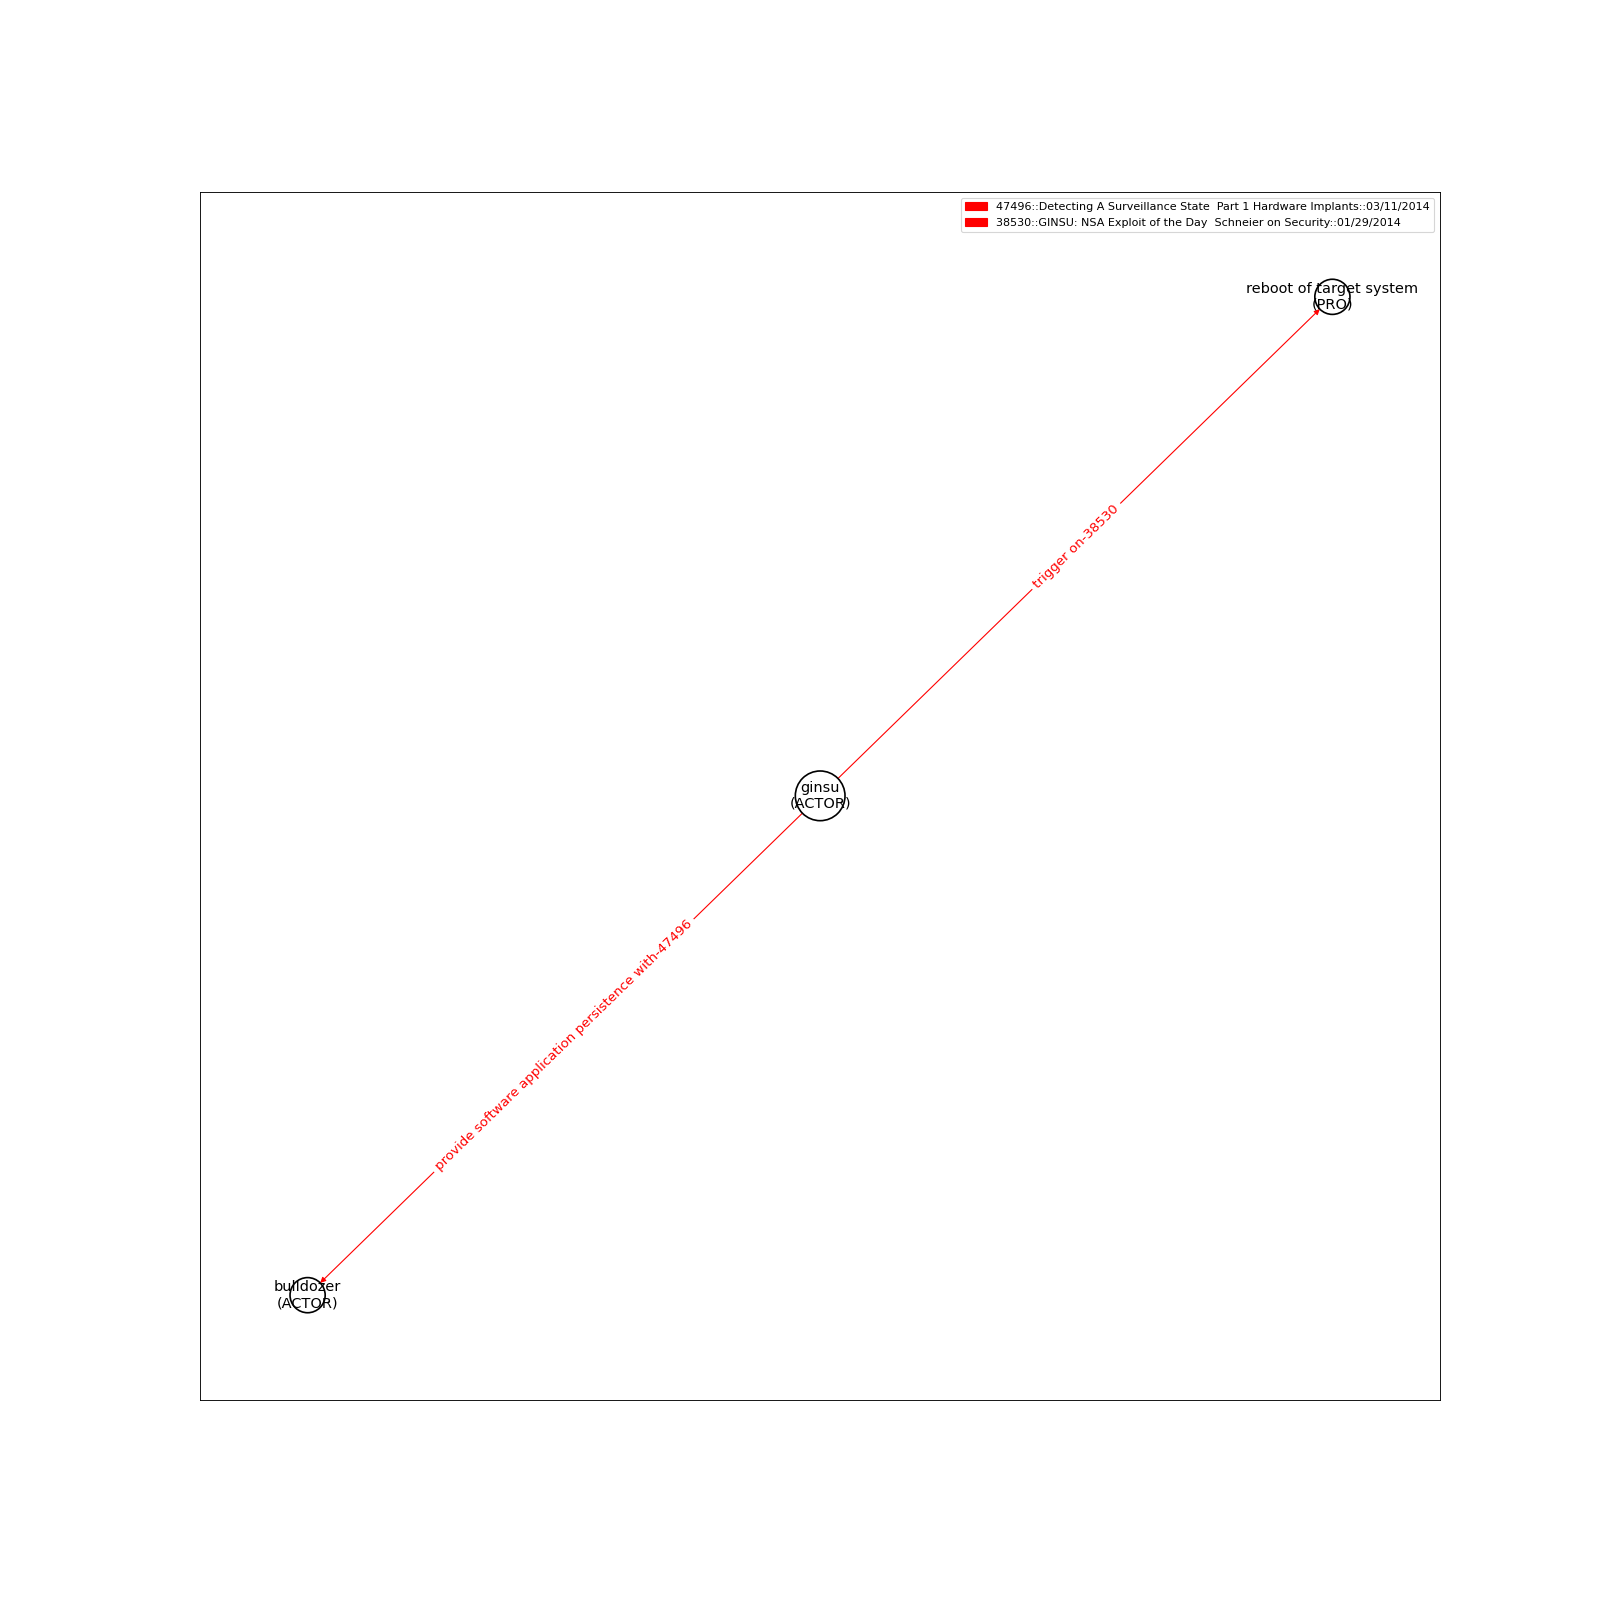 47496::Detecting A Surveillance State  Part 1 Hardware Implants::03/11/2014
38530::GINSU: NSA Exploit of the Day  Schneier on Security::01/29/2014
reboot of target system
(PRO)
trigger on-38530
ginsu
(ACTOR)
provide software application persistence with-47496
bulldozer
(ACTOR)